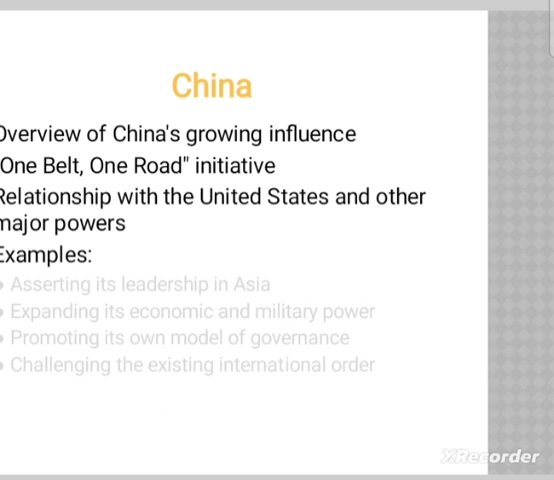 China
Overview of China's growing influence
One Belt, One Road" initiative
Relationship with the United States and other
major powers
Examples:
• Asserting its leadership in Asia
• Expanding its economic and military power
• Promoting its own model of governance
• Challenging the existing international order
XRecorder